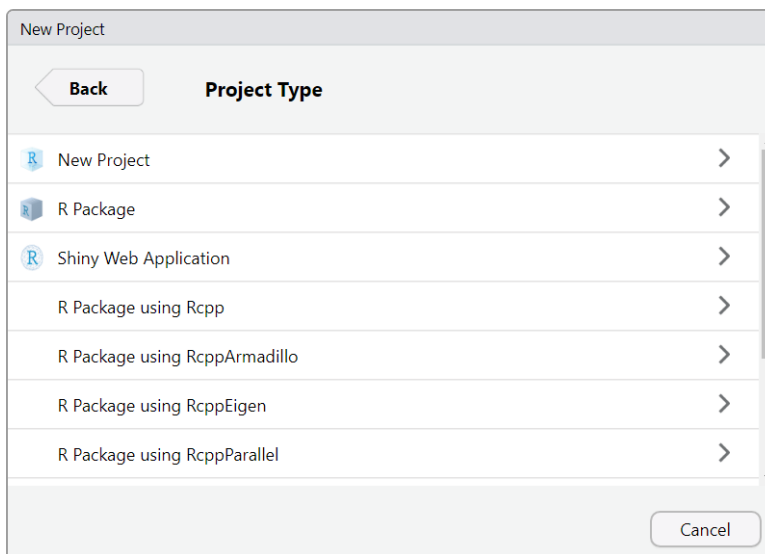 New Project
Back
Project Type
R New Project
R R Package
R Shiny Web Application
R Package using Rcpp
R Package using RcppArmadillo
R Package using RcppEigen
R Package using RcppParallel
Cancel